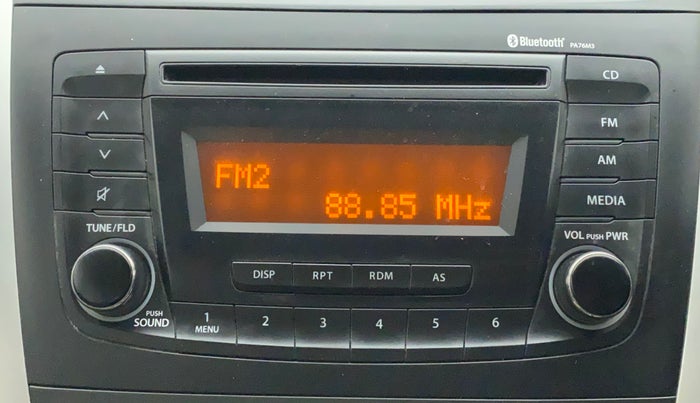 Bluetooth® PA76M3
CD
FM
AM
MEDIA
FM2
88.85 MHz
TUNE/FLD
VOL PUSH PWR
DISP RPT RDM AS
PUSH
SOUND
1 2 3 4 5 6
MENU